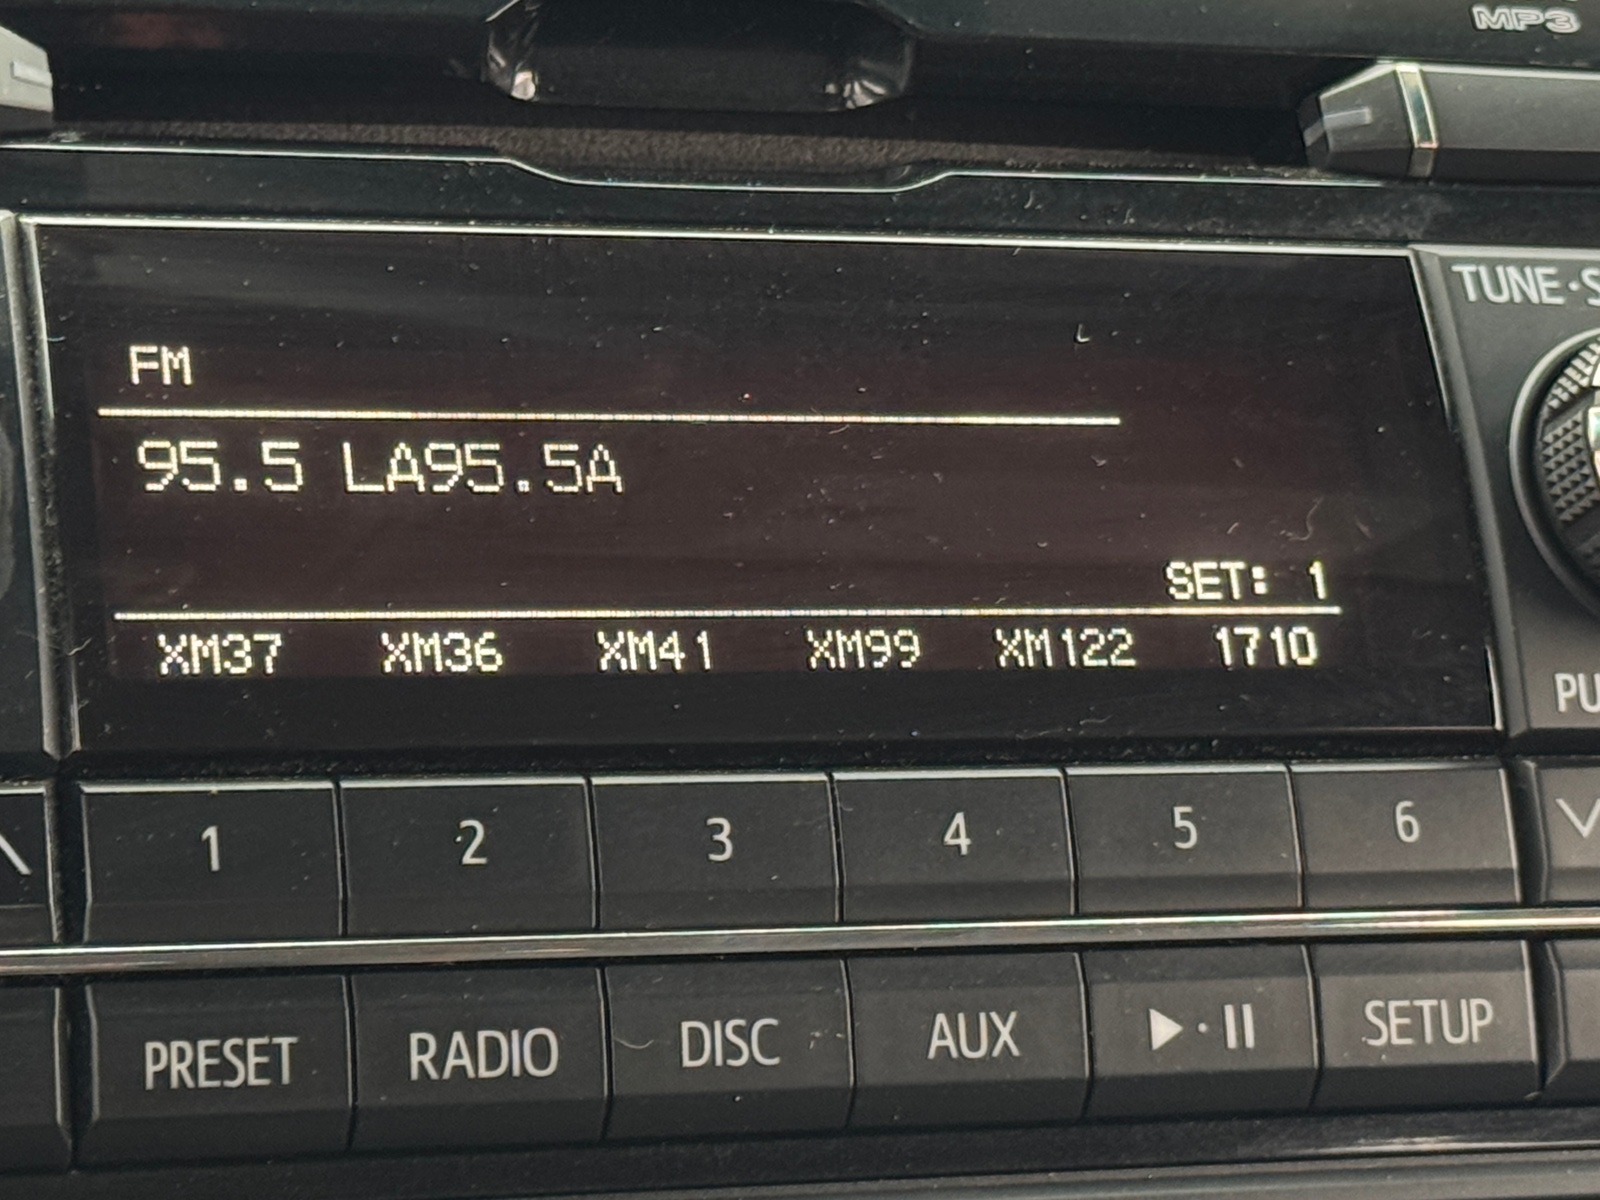 MP3
TUNE·S
FM
95.5 LA95.5A
SET: 1
XM37 XM36 XM41 XM99 XM122 1710
PU
1 2 3 4 5 6
PRESET RADIO DISC AUX ▶·II SETUP